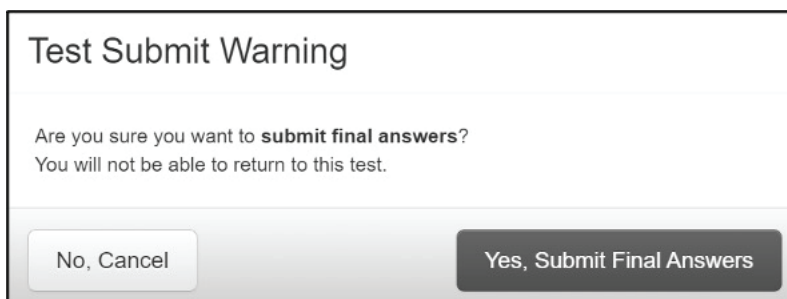 Test Submit Warning
Are you sure you want to submit final answers?
You will not be able to return to this test.
No, Cancel
Yes, Submit Final Answers